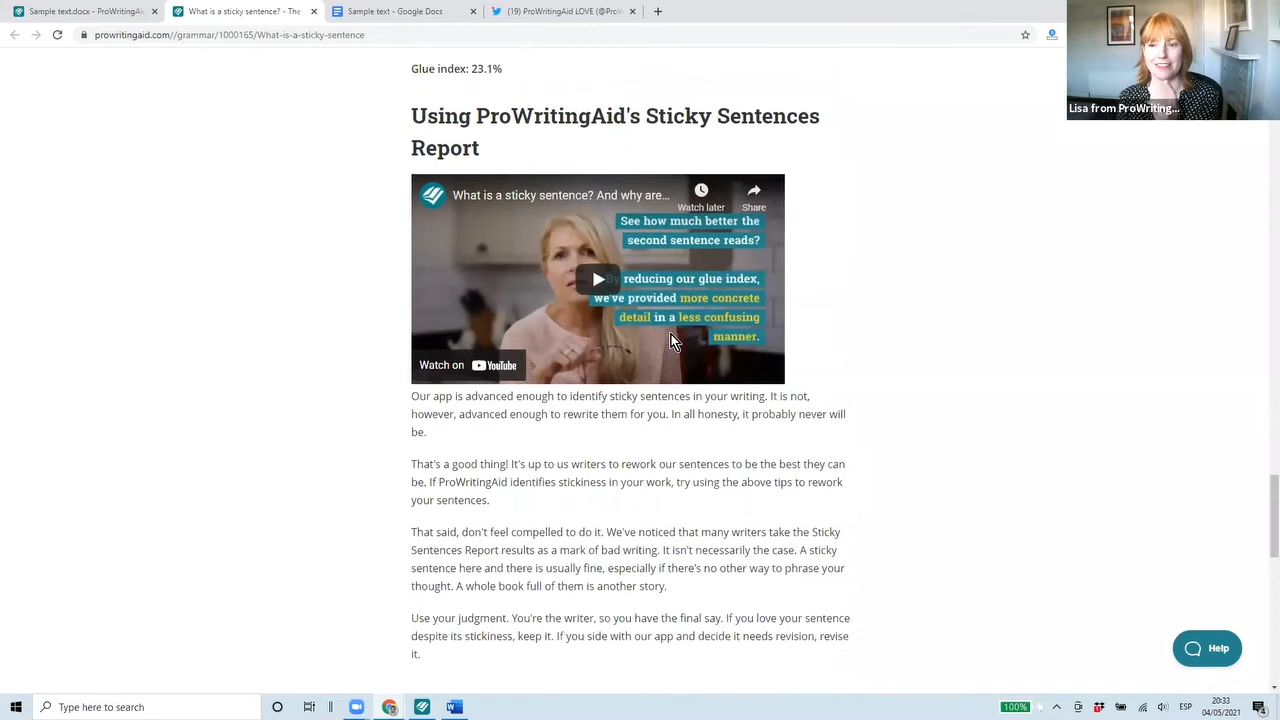 Sample text.docx - ProWritingAi
What is a sticky sentence? - The
Sample text - Google Docs
(19) ProWritingAid LOVE (@ProW
prowritingaid.com//grammar/1000165/What-is-a-sticky-sentence
Lisa from ProWriting...
Glue index: 23.1%
Using ProWritingAid's Sticky Sentences
Report
What is a sticky sentence? And why are...
Watch later
Share
See how much better the
second sentence reads?
reducing our glue index,
we've provided more concrete
detail in a less confusing
manner.
Watch on YouTube
Our app is advanced enough to identify sticky sentences in your writing. It is not,
however, advanced enough to rewrite them for you. In all honesty, it probably never will
be.
That's a good thing! It's up to us writers to rework our sentences to be the best they can
be. If ProWritingAid identifies stickiness in your work, try using the above tips to rework
your sentences.
That said, don't feel compelled to do it. We've noticed that many writers take the Sticky
Sentences Report results as a mark of bad writing. It isn't necessarily the case. A sticky
sentence here and there is usually fine, especially if there's no other way to phrase your
thought. A whole book full of them is another story.
Use your judgment. You're the writer, so you have the final say. If you love your sentence
despite its stickiness, keep it. If you side with our app and decide it needs revision, revise
it.
Help
Type here to search
100%
ESP
20:33
04/05/2021